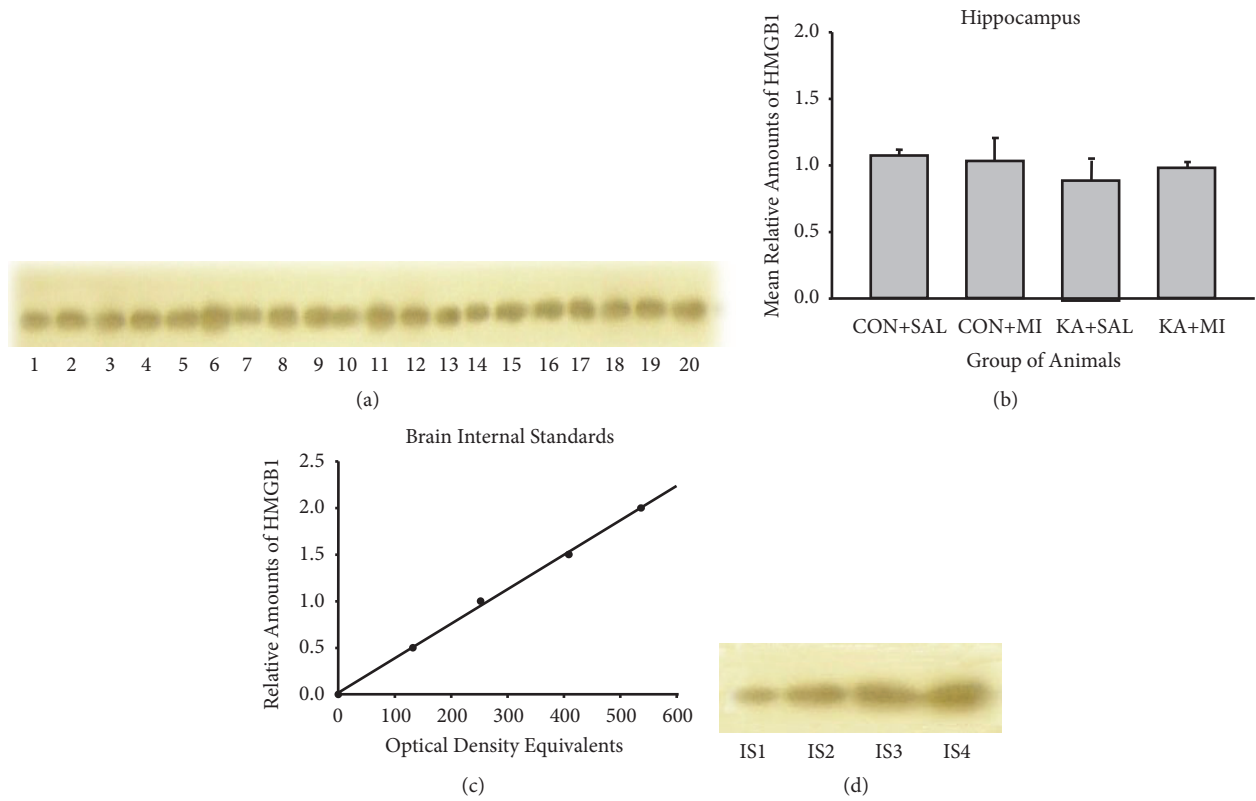 1 2 3 4 5 6 7 8 9 10 11 12 13 14 15 16 17 18 19 20
(a)
Hippocampus
Mean Relative Amounts of HMGB1
2.0
1.5
1.0
0.5
0.0
CON+SAL CON+MI KA+SAL KA+MI
Group of Animals
(b)
Brain Internal Standards
Relative Amounts of HMGB1
2.5
2.0
1.5
1.0
0.5
0.0
0 100 200 300 400 500 600
Optical Density Equivalents
(c)
IS1 IS2 IS3 IS4
(d)